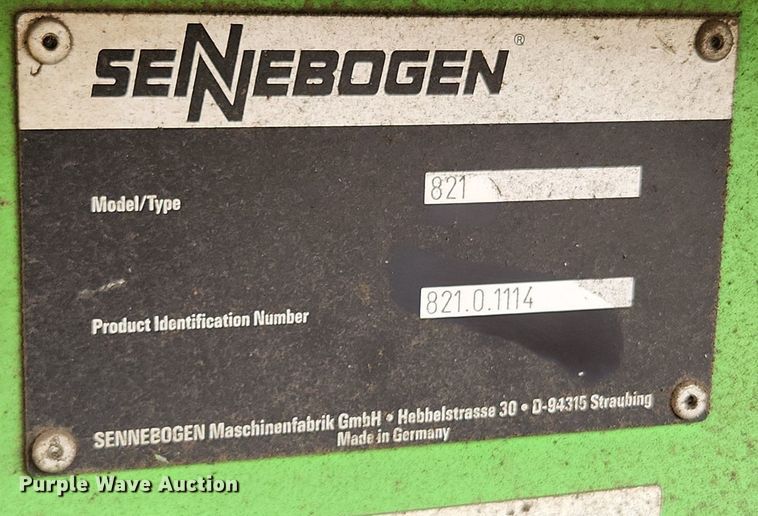 SENNEBOGEN®
Model/Type 821
Product Identification Number 821.0.1114
SENNEBOGEN Maschinenfabrik GmbH • Hebbelstrasse 30 • D-94315 Straubing
Made in Germany
Purple Wave Auction